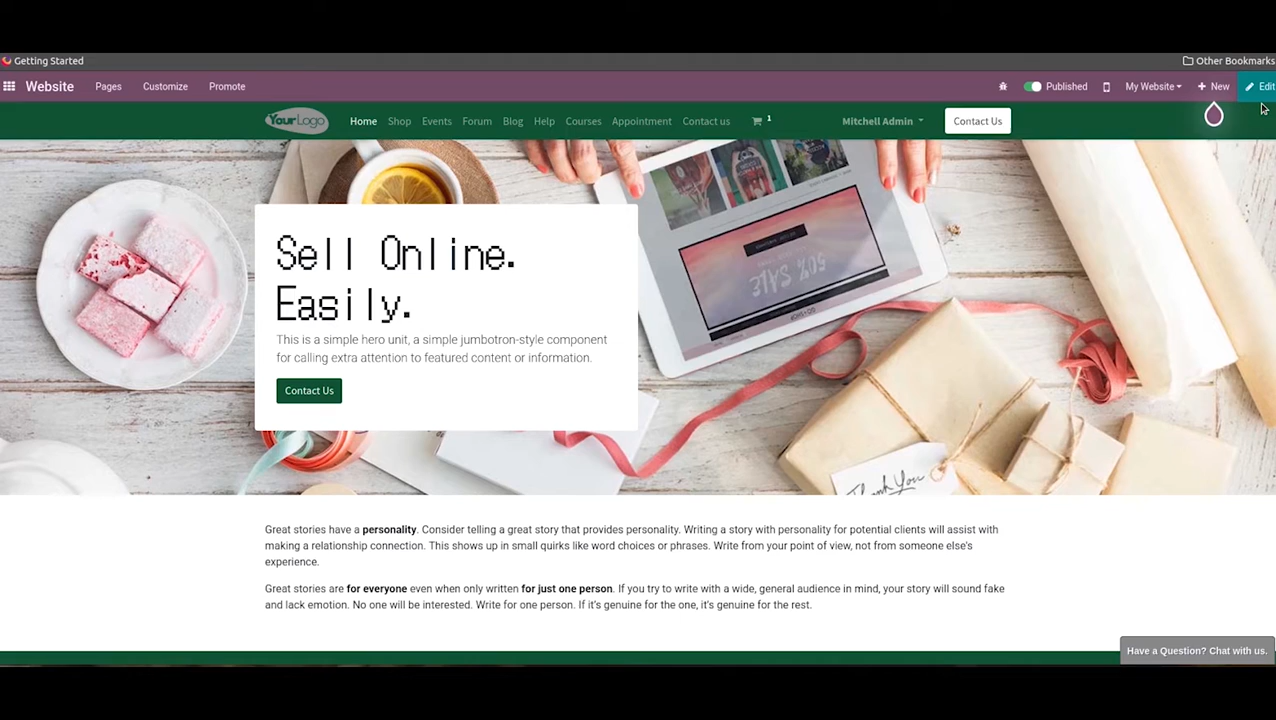 Getting Started
Other Bookmarks
Website Pages Customize Promote
Published My Website + New Edit
YourLogo Home Shop Events Forum Blog Help Courses Appointment Contact us 1 Mitchell Admin Contact Us
50% SALE
Sell Online.
Easily.
This is a simple hero unit, a simple jumbotron-style component
for calling extra attention to featured content or information.
Contact Us
Thank You
Great stories have a personality. Consider telling a great story that provides personality. Writing a story with personality for potential clients will assist with
making a relationship connection. This shows up in small quirks like word choices or phrases. Write from your point of view, not from someone else's
experience.
Great stories are for everyone even when only written for just one person. If you try to write with a wide, general audience in mind, your story will sound fake
and lack emotion. No one will be interested. Write for one person. If it's genuine for the one, it's genuine for the rest.
Have a Question? Chat with us.